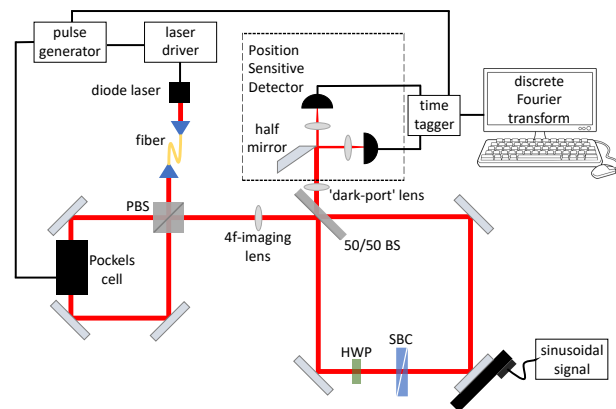 pulse
generator
laser
driver
diode laser
fiber
PBS
Pockels
cell
4f-imaging
lens
Position
Sensitive
Detector
half
mirror
'dark-port' lens
50/50 BS
time
tagger
discrete
Fourier
transform
HWP
SBC
sinusoidal
signal